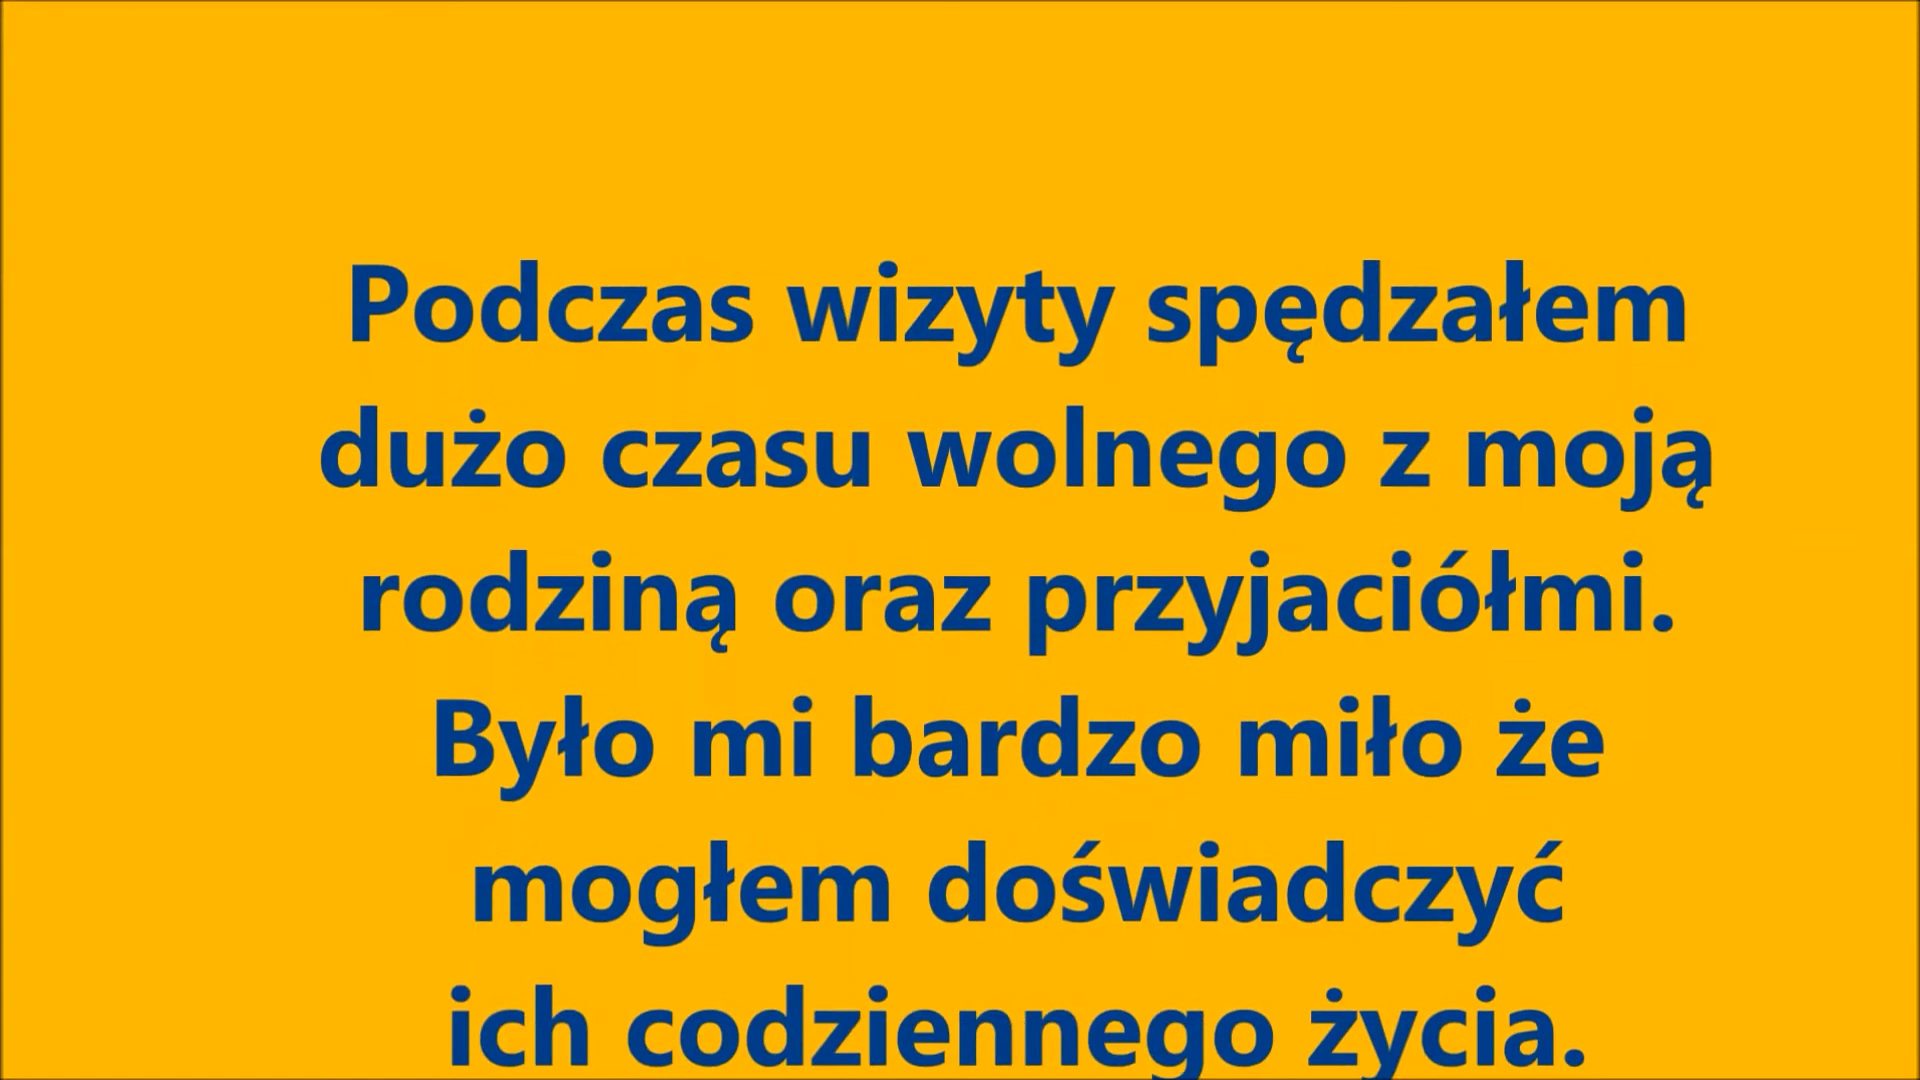 Podczas wizyty spędzałem
dużo czasu wolnego z moją
rodziną oraz przyjaciółmi.
Było mi bardzo miło że
mogłem doświadczyć
ich codziennego życia.